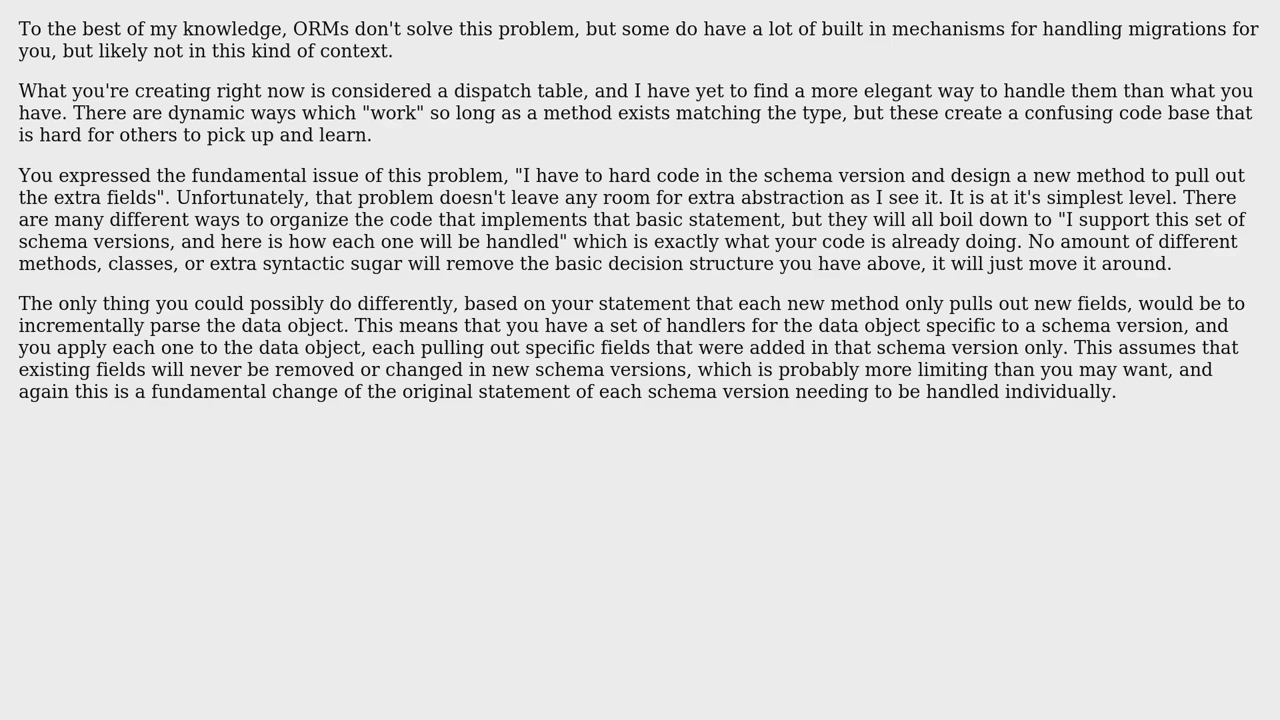 To the best of my knowledge, ORMs don't solve this problem, but some do have a lot of built in mechanisms for handling migrations for
you, but likely not in this kind of context.
What you're creating right now is considered a dispatch table, and I have yet to find a more elegant way to handle them than what you
have. There are dynamic ways which "work" so long as a method exists matching the type, but these create a confusing code base that
is hard for others to pick up and learn.
You expressed the fundamental issue of this problem, "I have to hard code in the schema version and design a new method to pull out
the extra fields". Unfortunately, that problem doesn't leave any room for extra abstraction as I see it. It is at it's simplest level. There
are many different ways to organize the code that implements that basic statement, but they will all boil down to "I support this set of
schema versions, and here is how each one will be handled" which is exactly what your code is already doing. No amount of different
methods, classes, or extra syntactic sugar will remove the basic decision structure you have above, it will just move it around.
The only thing you could possibly do differently, based on your statement that each new method only pulls out new fields, would be to
incrementally parse the data object. This means that you have a set of handlers for the data object specific to a schema version, and
you apply each one to the data object, each pulling out specific fields that were added in that schema version only. This assumes that
existing fields will never be removed or changed in new schema versions, which is probably more limiting than you may want, and
again this is a fundamental change of the original statement of each schema version needing to be handled individually.